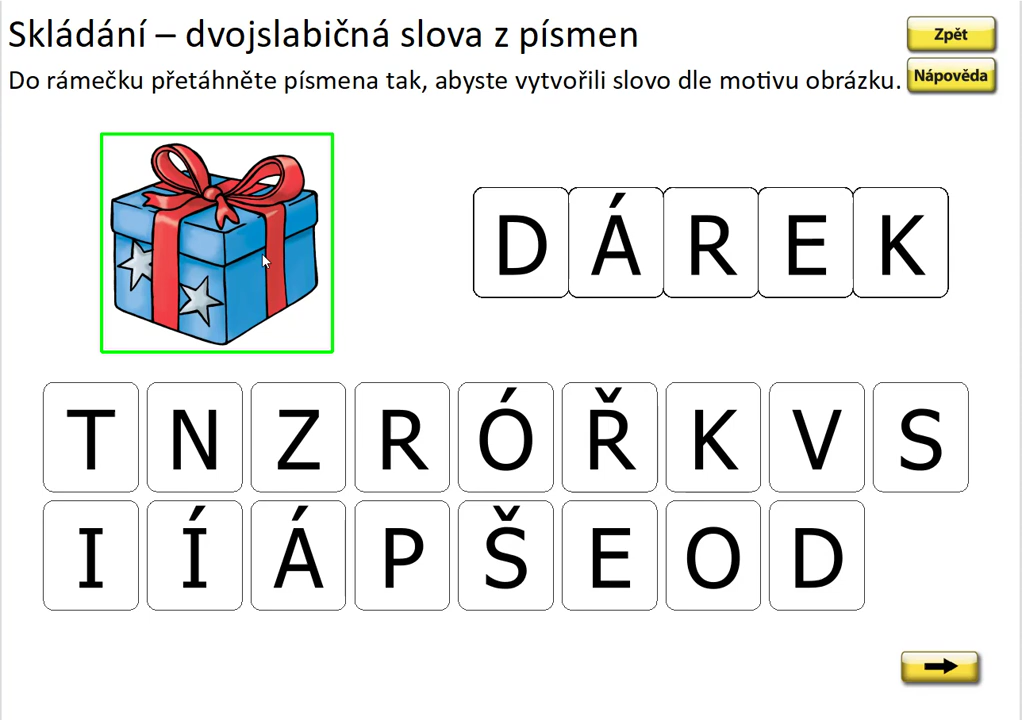 Skládání – dvojslabičná slova z písmen
Zpět
Do rámečku přetáhněte písmena tak, abyste vytvořili slovo dle motivu obrázku.
Nápověda
D Á R E K
T N Z R Ó Ř K V S
I Í Á P Š E O D